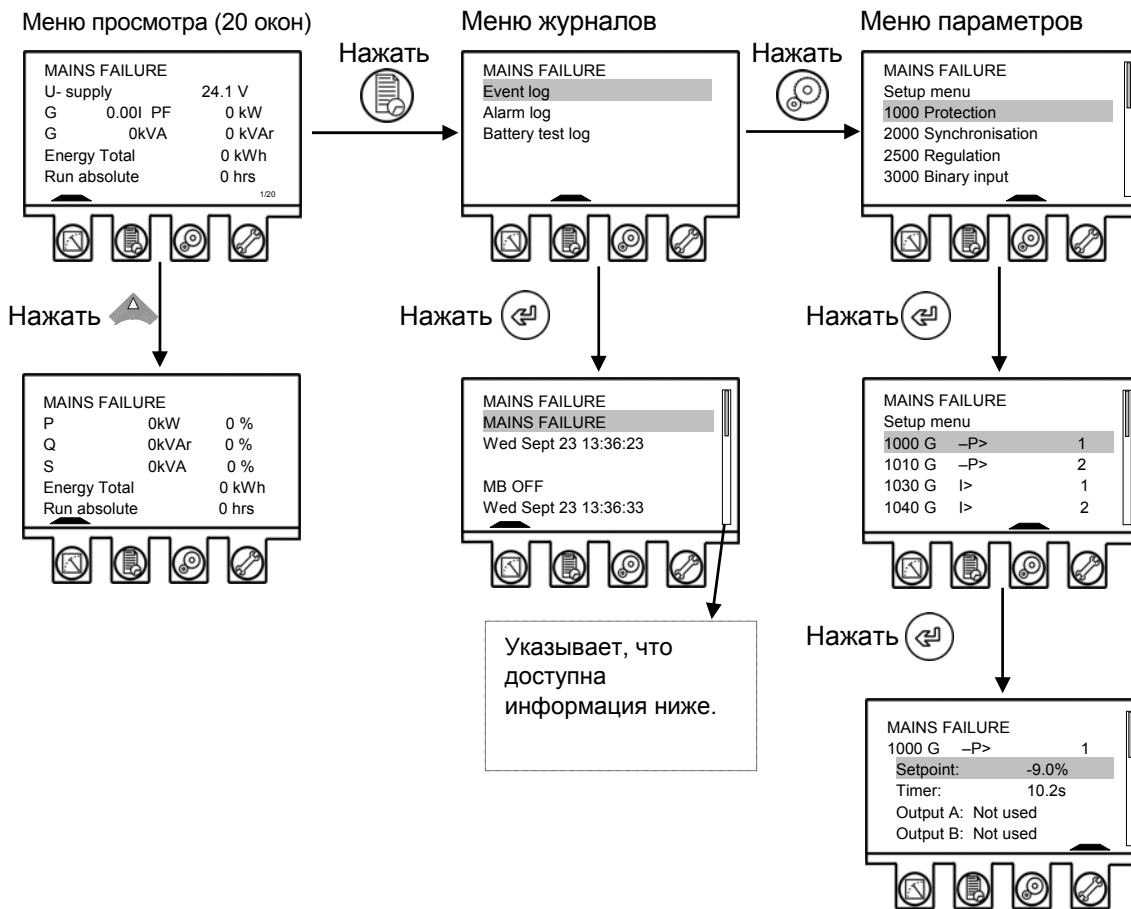 Меню просмотра (20 окон)
MAINS FAILURE
U- supply 24.1 V
G 0.00I PF 0 kW
G 0kVA 0 kVAr
Energy Total 0 kWh
Run absolute 0 hrs
1/20
Нажать
Меню журналов
MAINS FAILURE
Event log
Alarm log
Battery test log
Нажать
Меню параметров
MAINS FAILURE
Setup menu
1000 Protection
2000 Synchronisation
2500 Regulation
3000 Binary input
Нажать
MAINS FAILURE
P 0kW 0 %
Q 0kVAr 0 %
S 0kVA 0 %
Energy Total 0 kWh
Run absolute 0 hrs
Нажать
MAINS FAILURE
MAINS FAILURE
Wed Sept 23 13:36:23
MB OFF
Wed Sept 23 13:36:33
Указывает, что
доступна
информация ниже.
Нажать
MAINS FAILURE
Setup menu
1000 G –P> 1
1010 G –P> 2
1030 G I> 1
1040 G I> 2
Нажать
MAINS FAILURE
1000 G –P> 1
Setpoint: -9.0%
Timer: 10.2s
Output A: Not used
Output B: Not used